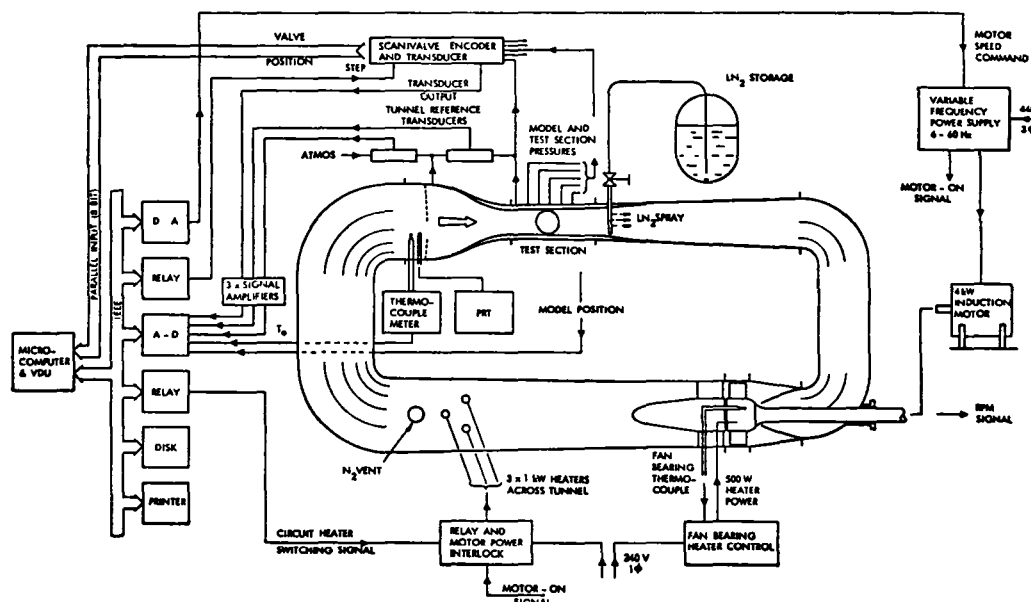 VALVE
POSITION
STEP
SCANIVALVE ENCODER
AND TRANSDUCER
TRANSDUCER
OUTPUT
TUNNEL REFERENCE
TRANSDUCERS
ATMOS
MODEL AND
TEST SECTION
PRESSURES
LN2 STORAGE
MOTOR
SPEED
COMMAND
VARIABLE
FREQUENCY
POWER SUPPLY
6 - 60 Hz
MOTOR-ON
SIGNAL
PARALLEL INPUT (8 BIT)
IEEE
D A
RELAY
3 x SIGNAL
AMPLIFIERS
A-D
MICRO-
COMPUTER
& VDU
RELAY
DISK
PRINTER
LN2 SPRAY
TEST SECTION
THERMO-
COUPLE
METER
PRT
MODEL POSITION
4kW
INDUCTION
MOTOR
RPM
SIGNAL
N2 VENT
3 x 1 kW HEATERS
ACROSS TUNNEL
FAN
BEARING
THERMO-
COUPLE
500 W
HEATER
POWER
CIRCUIT HEATER
SWITCHING SIGNAL
RELAY AND
MOTOR POWER
INTERLOCK
240 V
1Φ
FAN BEARING
HEATER CONTROL
MOTOR-ON
SIGNAL